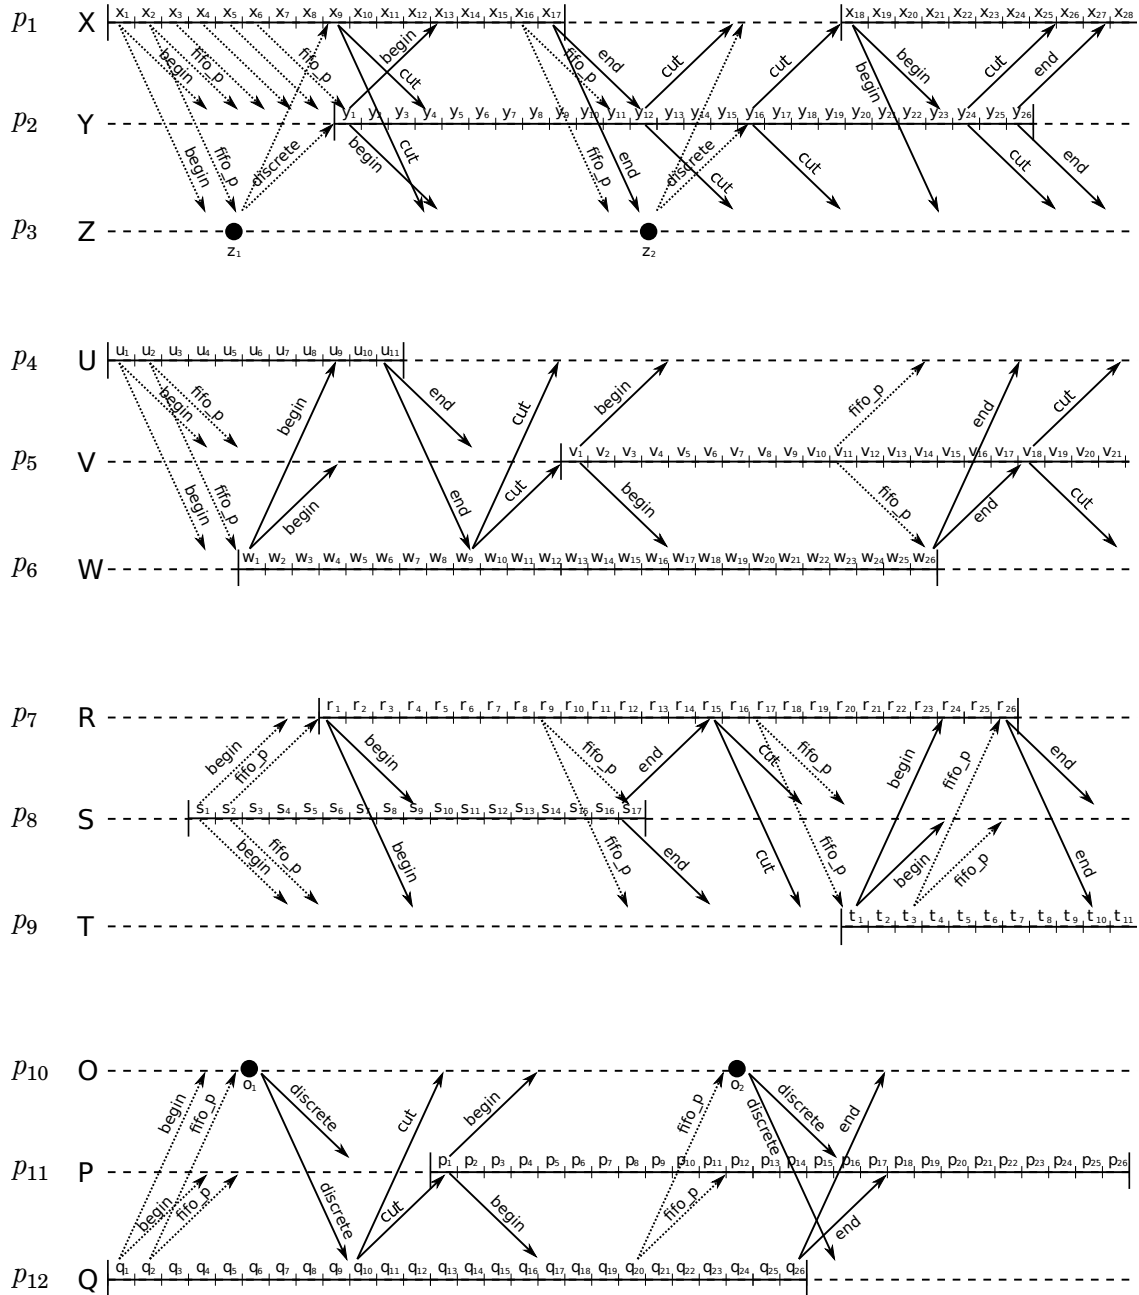 p1 X x1 x2 x3 x4 x5 x6 x7 x8 x9 x10 x11 x12 x13 x14 x15 x16 x17 x18 x19 x20 x21 x22 x23 x24 x25 x26 x27 x28
begin fifo_p fifo_p begin cut fifo_p end cut cut begin begin cut end
p2 Y y1 y2 y3 y4 y5 y6 y7 y8 y9 y10 y11 y12 y13 y14 y15 y16 y17 y18 y19 y20 y21 y22 y23 y24 y25 y26
begin fifo_p discrete begin cut fifo_p end discrete cut cut cut end
p3 Z
z1 z2
p4 U u1 u2 u3 u4 u5 u6 u7 u8 u9 u10 u11
begin fifo_p begin end cut begin fifo_p end cut
p5 V v1 v2 v3 v4 v5 v6 v7 v8 v9 v10 v11 v12 v13 v14 v15 v16 v17 v18 v19 v20 v21
begin fifo_p begin end cut begin fifo_p end cut
p6 W w1 w2 w3 w4 w5 w6 w7 w8 w9 w10 w11 w12 w13 w14 w15 w16 w17 w18 w19 w20 w21 w22 w23 w24 w25 w26
p7 R r1 r2 r3 r4 r5 r6 r7 r8 r9 r10 r11 r12 r13 r14 r15 r16 r17 r18 r19 r20 r21 r22 r23 r24 r25 r26
begin fifo_p begin fifo_p end cut fifo_p begin fifo_p end
p8 S s1 s2 s3 s4 s5 s6 s7 s8 s9 s10 s11 s12 s13 s14 s15 s16 s17
begin fifo_p begin fifo_p end cut fifo_p begin fifo_p end
p9 T t1 t2 t3 t4 t5 t6 t7 t8 t9 t10 t11
p10 O
o1 o2
begin fifo_p discrete cut begin fifo_p discrete discrete end
p11 P p1 p2 p3 p4 p5 p6 p7 p8 p9 p10 p11 p12 p13 p14 p15 p16 p17 p18 p19 p20 p21 p22 p23 p24 p25 p26
begin fifo_p discrete cut begin fifo_p end
p12 Q q1 q2 q3 q4 q5 q6 q7 q8 q9 q10 q11 q12 q13 q14 q15 q16 q17 q18 q19 q20 q21 q22 q23 q24 q25 q26